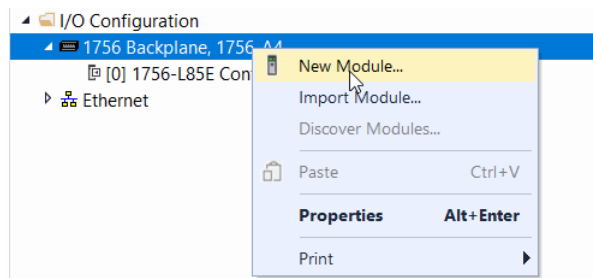 I/O Configuration
1756 Backplane, 1756-A4
[0] 1756-L85E Con
Ethernet
New Module...
Import Module...
Discover Modules...
Paste Ctrl+V
Properties Alt+Enter
Print